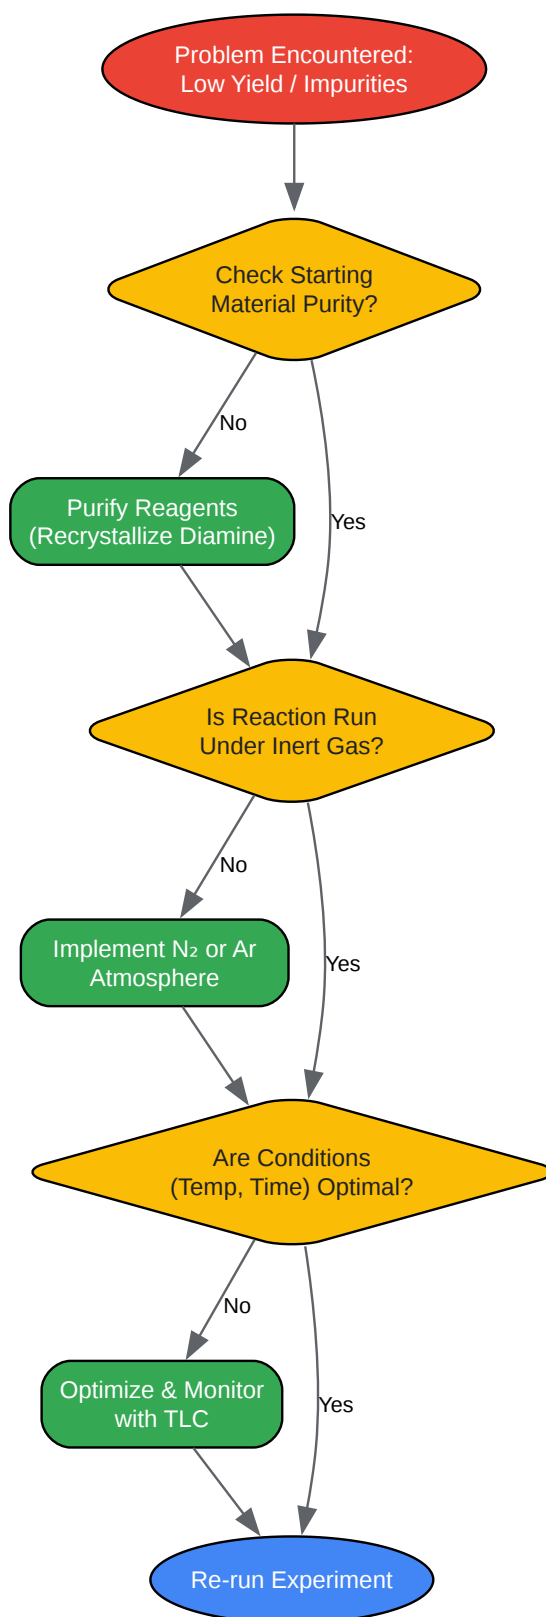 Problem Encountered:
Low Yield / Impurities
Check Starting
Material Purity?
No
Purify Reagents
(Recrystallize Diamine)
Yes
Is Reaction Run
Under Inert Gas?
No
Implement N₂ or Ar
Atmosphere
Yes
Are Conditions
(Temp, Time) Optimal?
No
Optimize & Monitor
with TLC
Yes
Re-run Experiment